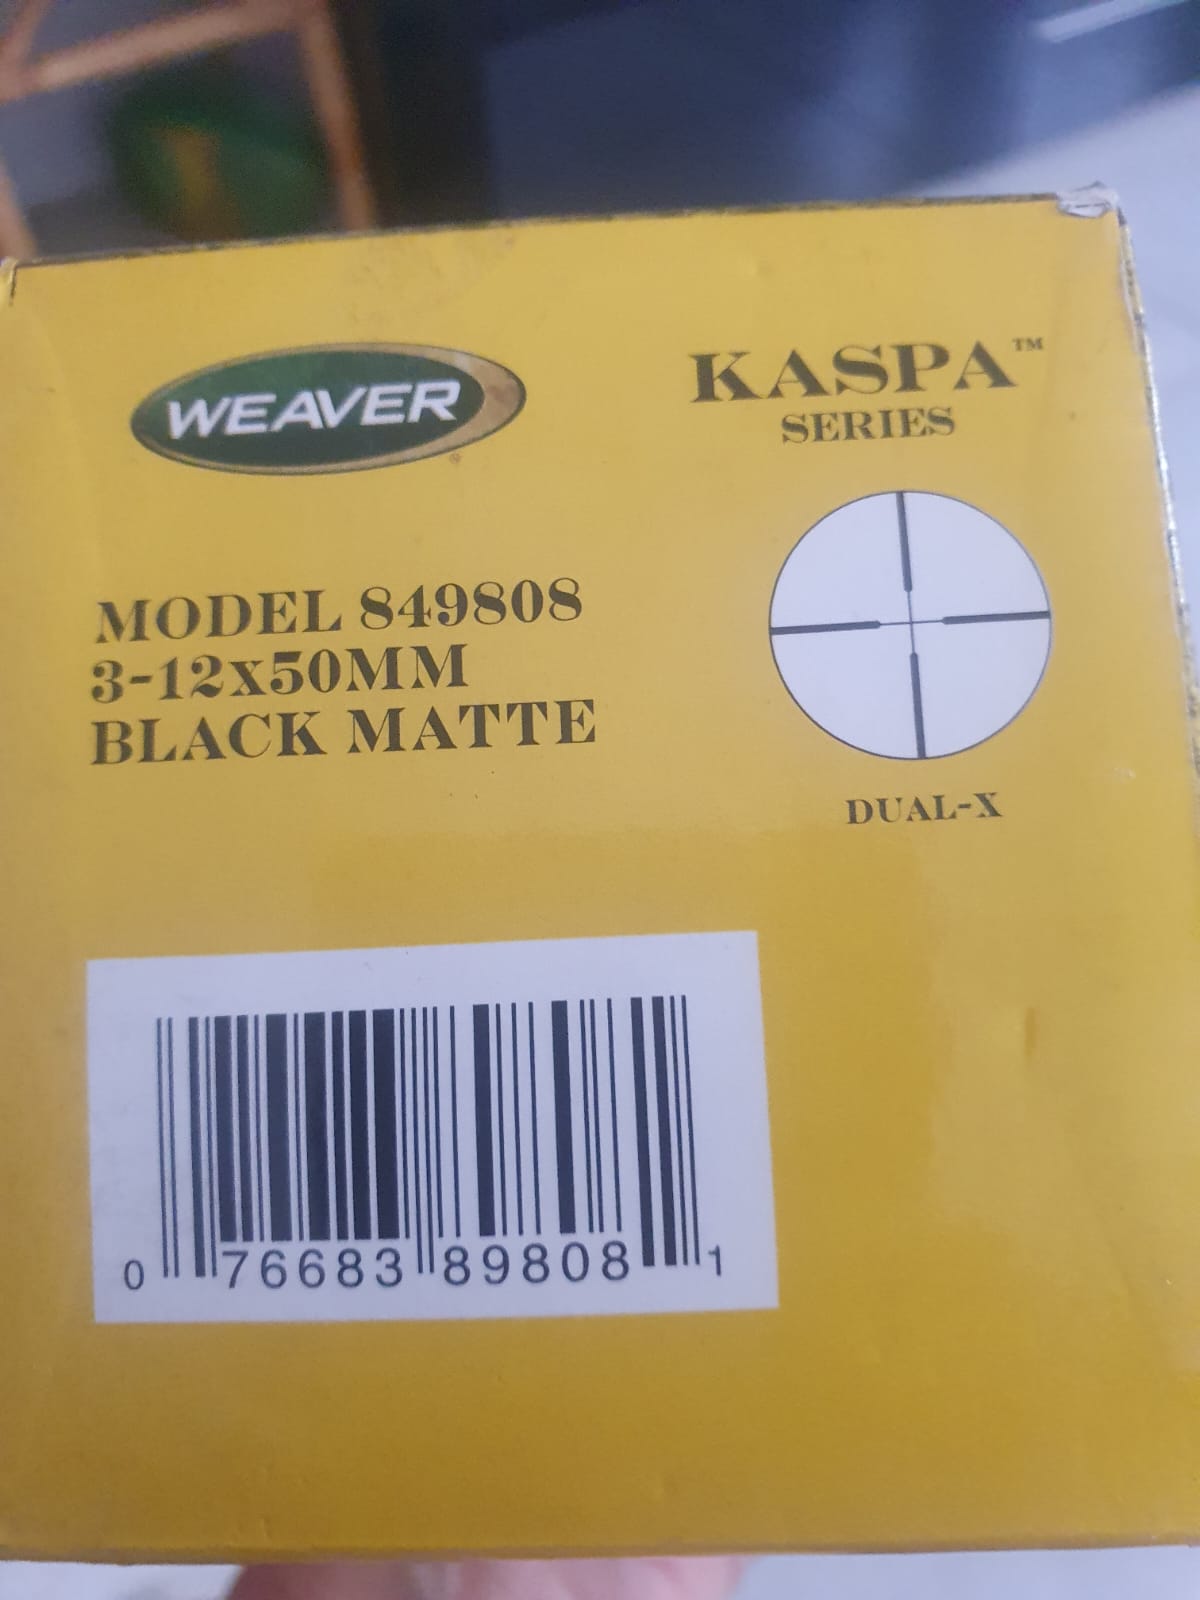 WEAVER®
KASPA™
SERIES
MODEL 849808
3-12x50MM
BLACK MATTE
DUAL-X
0 76683 89808 1